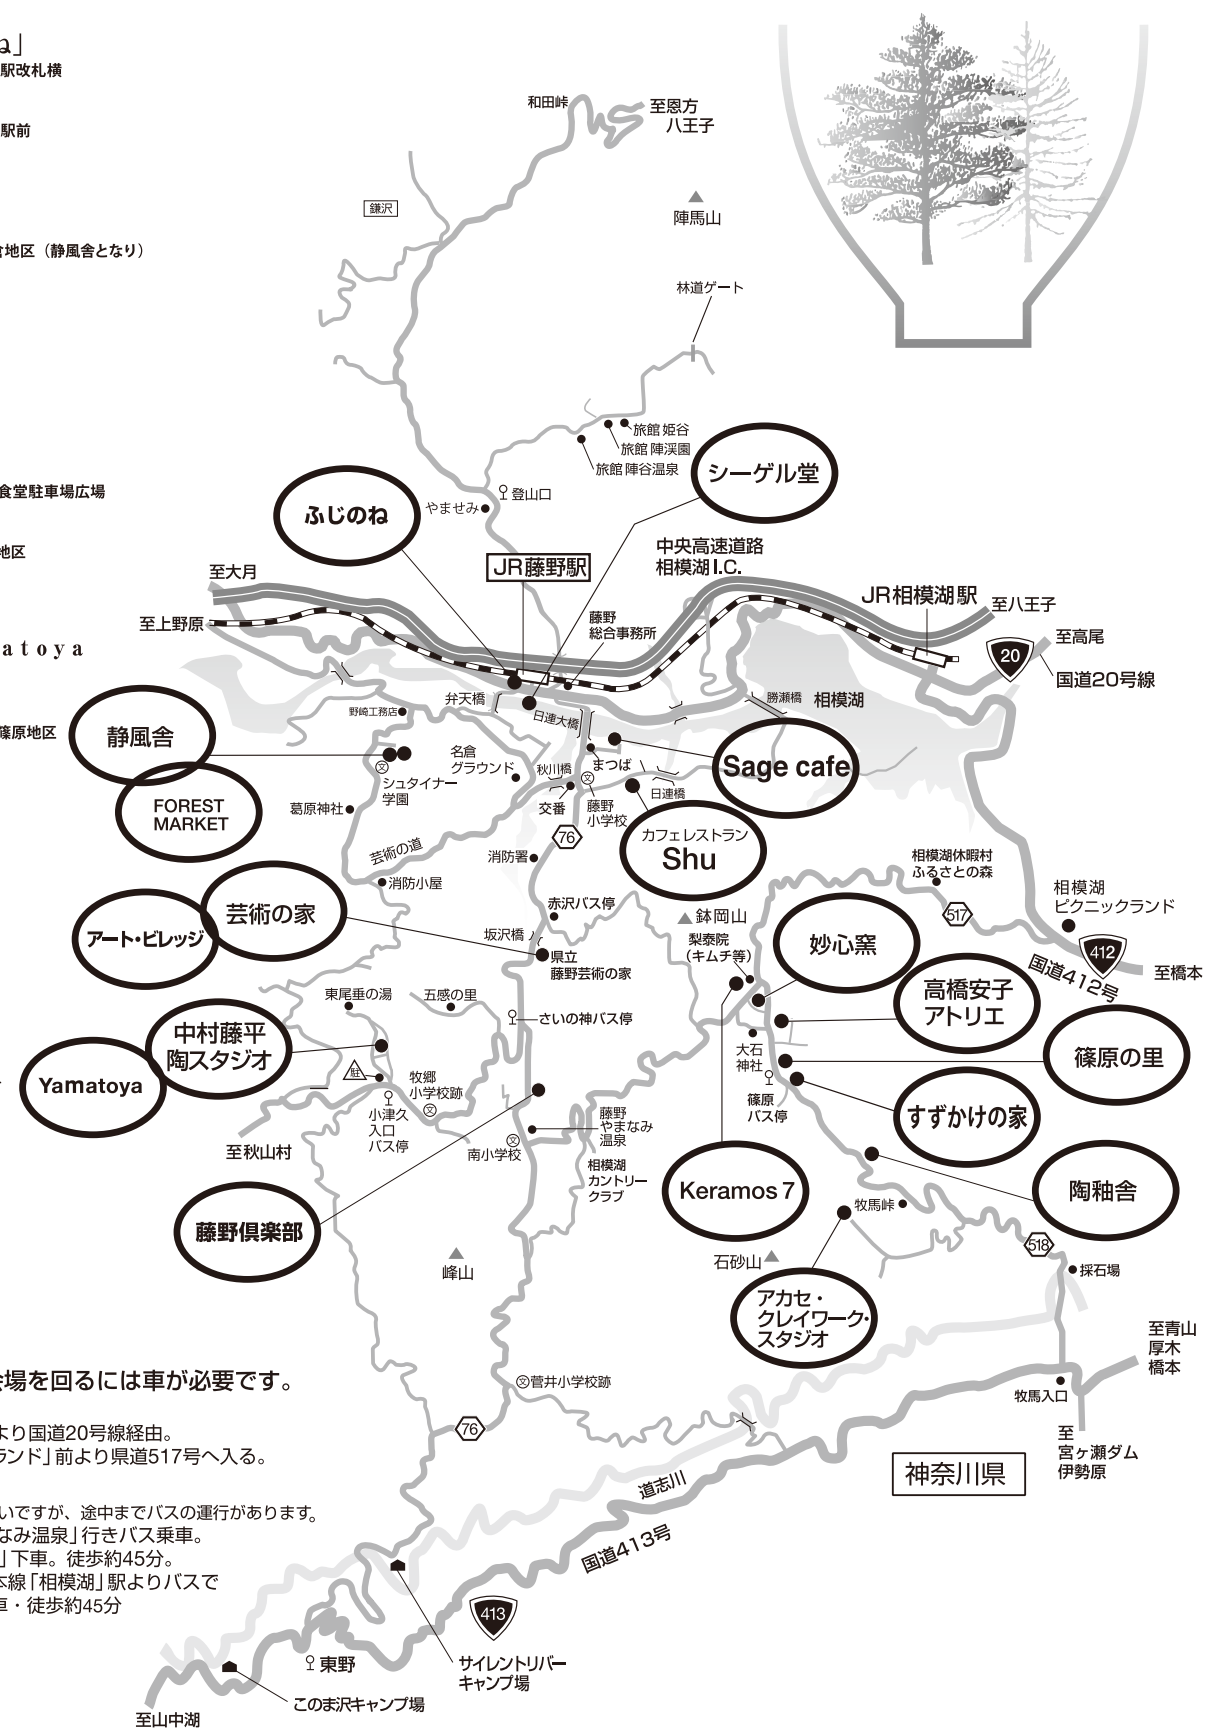 ね」
駅改札横
駅前
倉地区（静風舎となり）
食堂駐車場広場
地区
atoya
篠原地区
和田峠
至恩方
八王子
陣馬山
鎌沢
林道ゲート
旅館 姫谷
旅館 陣渓園
旅館 陣谷温泉
シーゲル堂
登山口
やませみ
ふじのね
JR藤野駅
中央高速道路
相模湖 I.C.
至大月
JR相模湖駅
至八王子
至上野原
藤野
総合事務所
至高尾
20
国道20号線
弁天橋
野崎工務店
日連大橋
勝瀬橋
相模湖
静風舎
名倉
グラウンド
秋川橋
まつば
Sage cafe
文
シュタイナー
学園
文
日連橋
FOREST
MARKET
葛原神社
交番
藤野
小学校
カフェレストラン
Shu
76
芸術の道
消防署
消防小屋
相模湖休暇村
ふるさとの森
相模湖
ピクニックランド
517
芸術の家
赤沢バス停
鉢岡山
アート・ビレッジ
坂沢橋
梨泰院
（キムチ等）
妙心窯
412
国道412号
至橋本
県立
藤野芸術の家
高橋安子
アトリエ
東尾垂の湯
五感の里
さいの神バス停
中村藤平
陶スタジオ
大石
神社
篠原の里
Yamatoya
駐
牧郷
小学校跡
文
篠原
バス停
すずかけの家
小津久
入口
バス停
藤野
やまなみ
温泉
至秋山村
南小学校
文
相模湖
カントリー
クラブ
Keramos 7
陶釉舎
藤野倶楽部
牧馬峠
峰山
石砂山
518
採石場
アカセ・
クレイワーク・
スタジオ
至青山
厚木
橋本
会場を回るには車が必要です。
文菅井小学校跡
牧馬入口
より国道20号線経由。
ランド」前より県道517号へ入る。
76
至
宮ヶ瀬ダム
伊勢原
神奈川県
道志川
いですが、途中までバスの運行があります。
なみ温泉」行きバス乗車。
」下車。徒歩約45分。
本線「相模湖」駅よりバスで
車・徒歩約45分
国道413号
413
東野
サイレントリバー
キャンプ場
このま沢キャンプ場
至山中湖